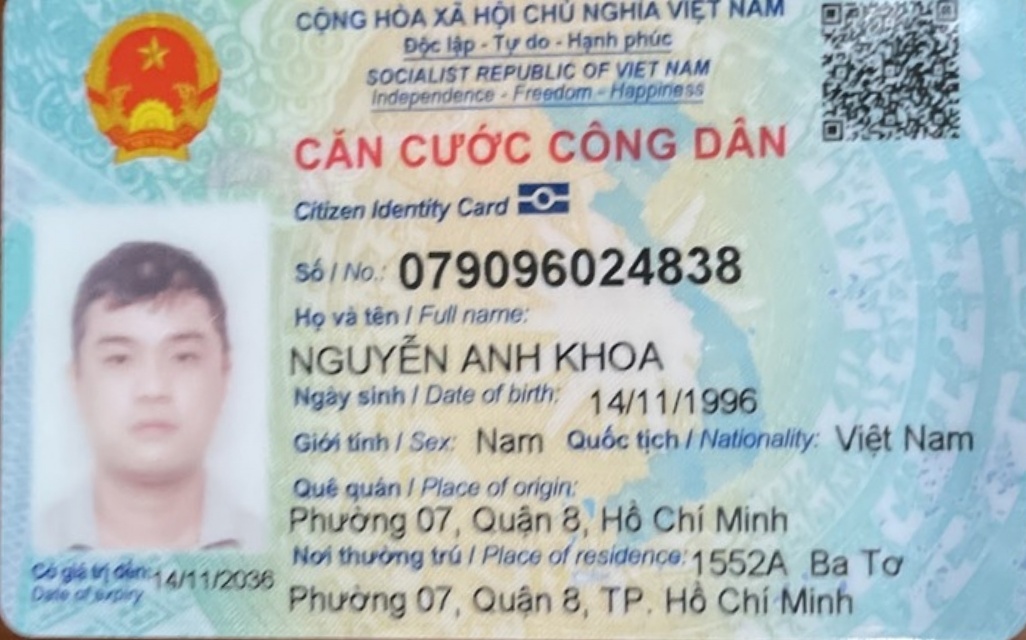 CỘNG HÒA XÃ HỘI CHỦ NGHĨA VIỆT NAM
Độc lập - Tự do - Hạnh phúc
SOCIALIST REPUBLIC OF VIET NAM
Independence - Freedom - Happiness
CĂN CƯỚC CÔNG DÂN
Citizen Identity Card
Số / No.: 079096024838
Họ và tên / Full name:
NGUYỄN ANH KHOA
Ngày sinh / Date of birth: 14/11/1996
Giới tính / Sex: Nam Quốc tịch / Nationality: Việt Nam
Quê quán / Place of origin:
Phường 07, Quận 8, Hồ Chí Minh
Nơi thường trú / Place of residence: 1552A Ba Tơ
Phường 07, Quận 8, TP. Hồ Chí Minh
Có giá trị đến: 14/11/2036
Date of expiry